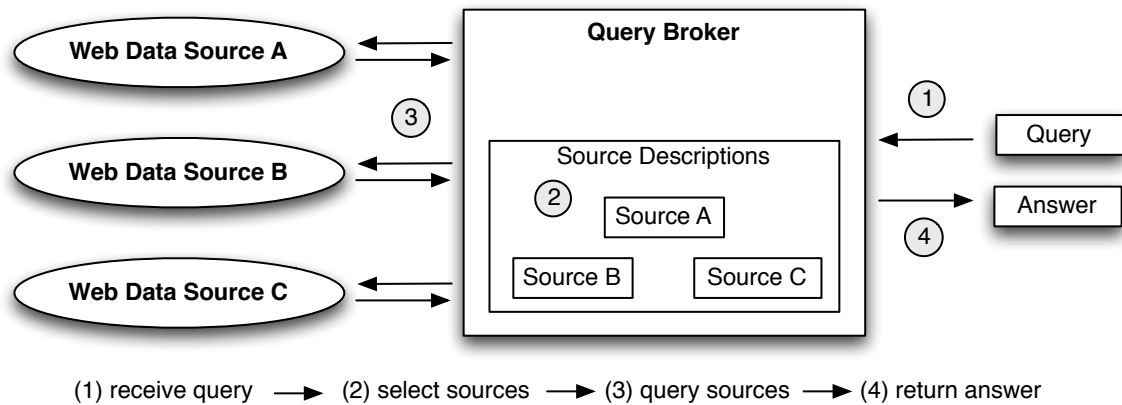 Web Data Source A
Web Data Source B
Web Data Source C
3
Query Broker
Source Descriptions
2
Source A
Source B
Source C
1
Query
Answer
4
(1) receive query
(2) select sources
(3) query sources
(4) return answer